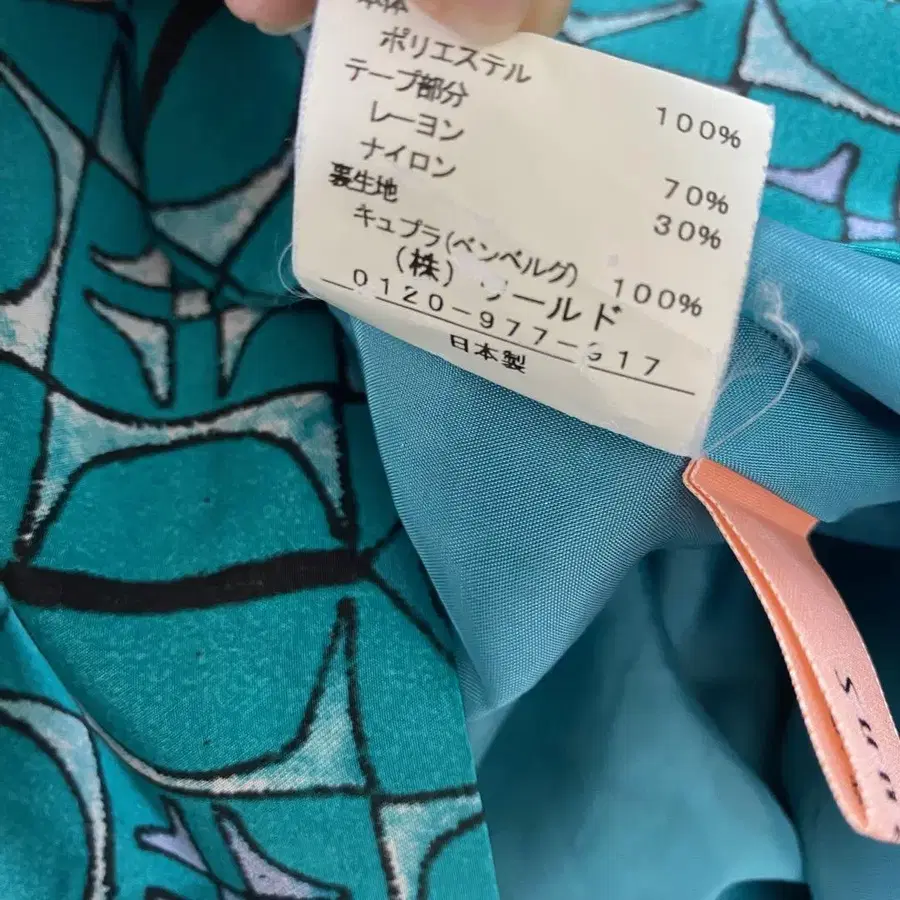 本体
ポリエステル 100%
テープ部分
レーヨン 70%
ナイロン 30%
裏生地
キュプラ(ベンベルグ) 100%
(株)ワールド
0120-977-317
日本製